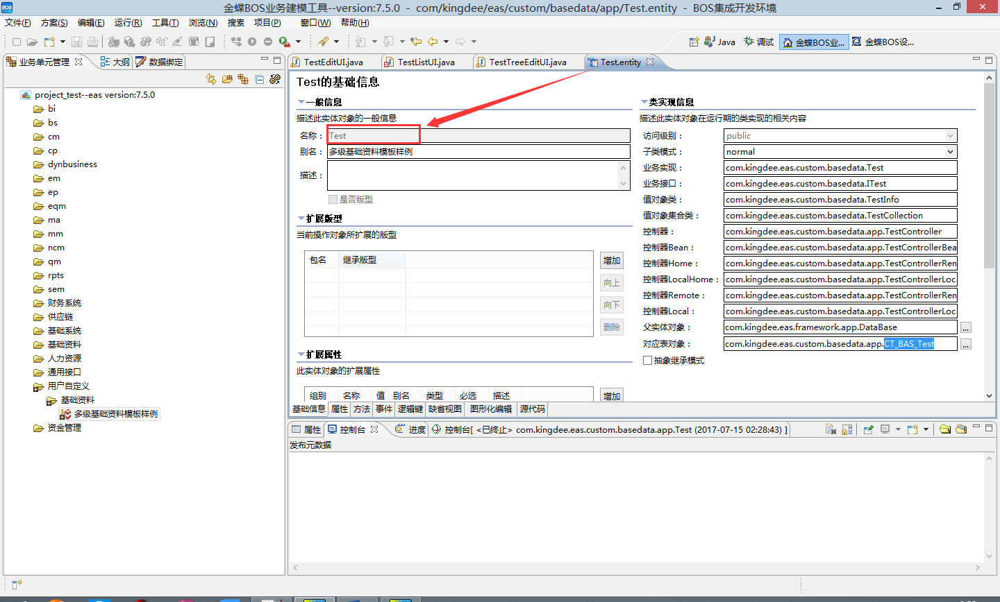 BOS 金蝶BOS业务建模工具--version:7.5.0 - com/kingdee/eas/custom/basedata/app/Test.entity - BOS集成开发环境
文件(F) 方案(S) 编辑(E) 运行(R) 工具(T) 浏览(N) 搜索 项目(P) 窗口(W) 帮助(H)
Java 调试 金蝶BOS业... 金蝶BOS设...
业务单元管理 大纲 数据绑定
project_test--eas version:7.5.0
bi
bs
cm
cp
dynbusiness
em
ep
eqm
ma
mm
ncm
qm
rpts
sem
财务系统
供应链
基础系统
基础资料
人力资源
通用接口
用户自定义
基础资料
多级基础资料模板样例
资金管理
TestEditUI.java TestListUI.java TestTreeEditUI.java Test.entity
Test的基础信息
一般信息
描述此实体对象的一般信息
名称： Test
别名： 多级基础资料模板样例
描述：
是否版型
扩展版型
当前操作对象所扩展的版型
包名 继承版型
增加
向上
向下
删除
扩展属性
此实体对象的扩展属性
组别 名称 值 别名 类型 必选 描述
增加
类实现信息
描述此实体对象在运行期的类实现的相关内容
访问级别： public
子类模式： normal
业务实现： com.kingdee.eas.custom.basedata.Test
业务接口： com.kingdee.eas.custom.basedata.ITest
值对象类： com.kingdee.eas.custom.basedata.TestInfo
值对象集合类： com.kingdee.eas.custom.basedata.TestCollection
控制器： com.kingdee.eas.custom.basedata.app.TestController
控制器Bean： com.kingdee.eas.custom.basedata.app.TestControllerBea
控制器Home： com.kingdee.eas.custom.basedata.app.TestControllerRen
控制器LocalHome： com.kingdee.eas.custom.basedata.app.TestControllerLoc
控制器Remote： com.kingdee.eas.custom.basedata.app.TestControllerRen
控制器Local： com.kingdee.eas.custom.basedata.app.TestControllerLoc
父实体对象： com.kingdee.eas.framework.app.DataBase ...
对应表对象： com.kingdee.eas.custom.basedata.app.CT_BAS_Test ...
抽象继承模式
基础信息 属性 方法 事件 逻辑键 缺省视图 图形化编辑 源代码
属性 控制台 进度 控制台[ <已终止> com.kingdee.eas.custom.basedata.app.Test (2017-07-15 02:28:43) ]
发布元数据